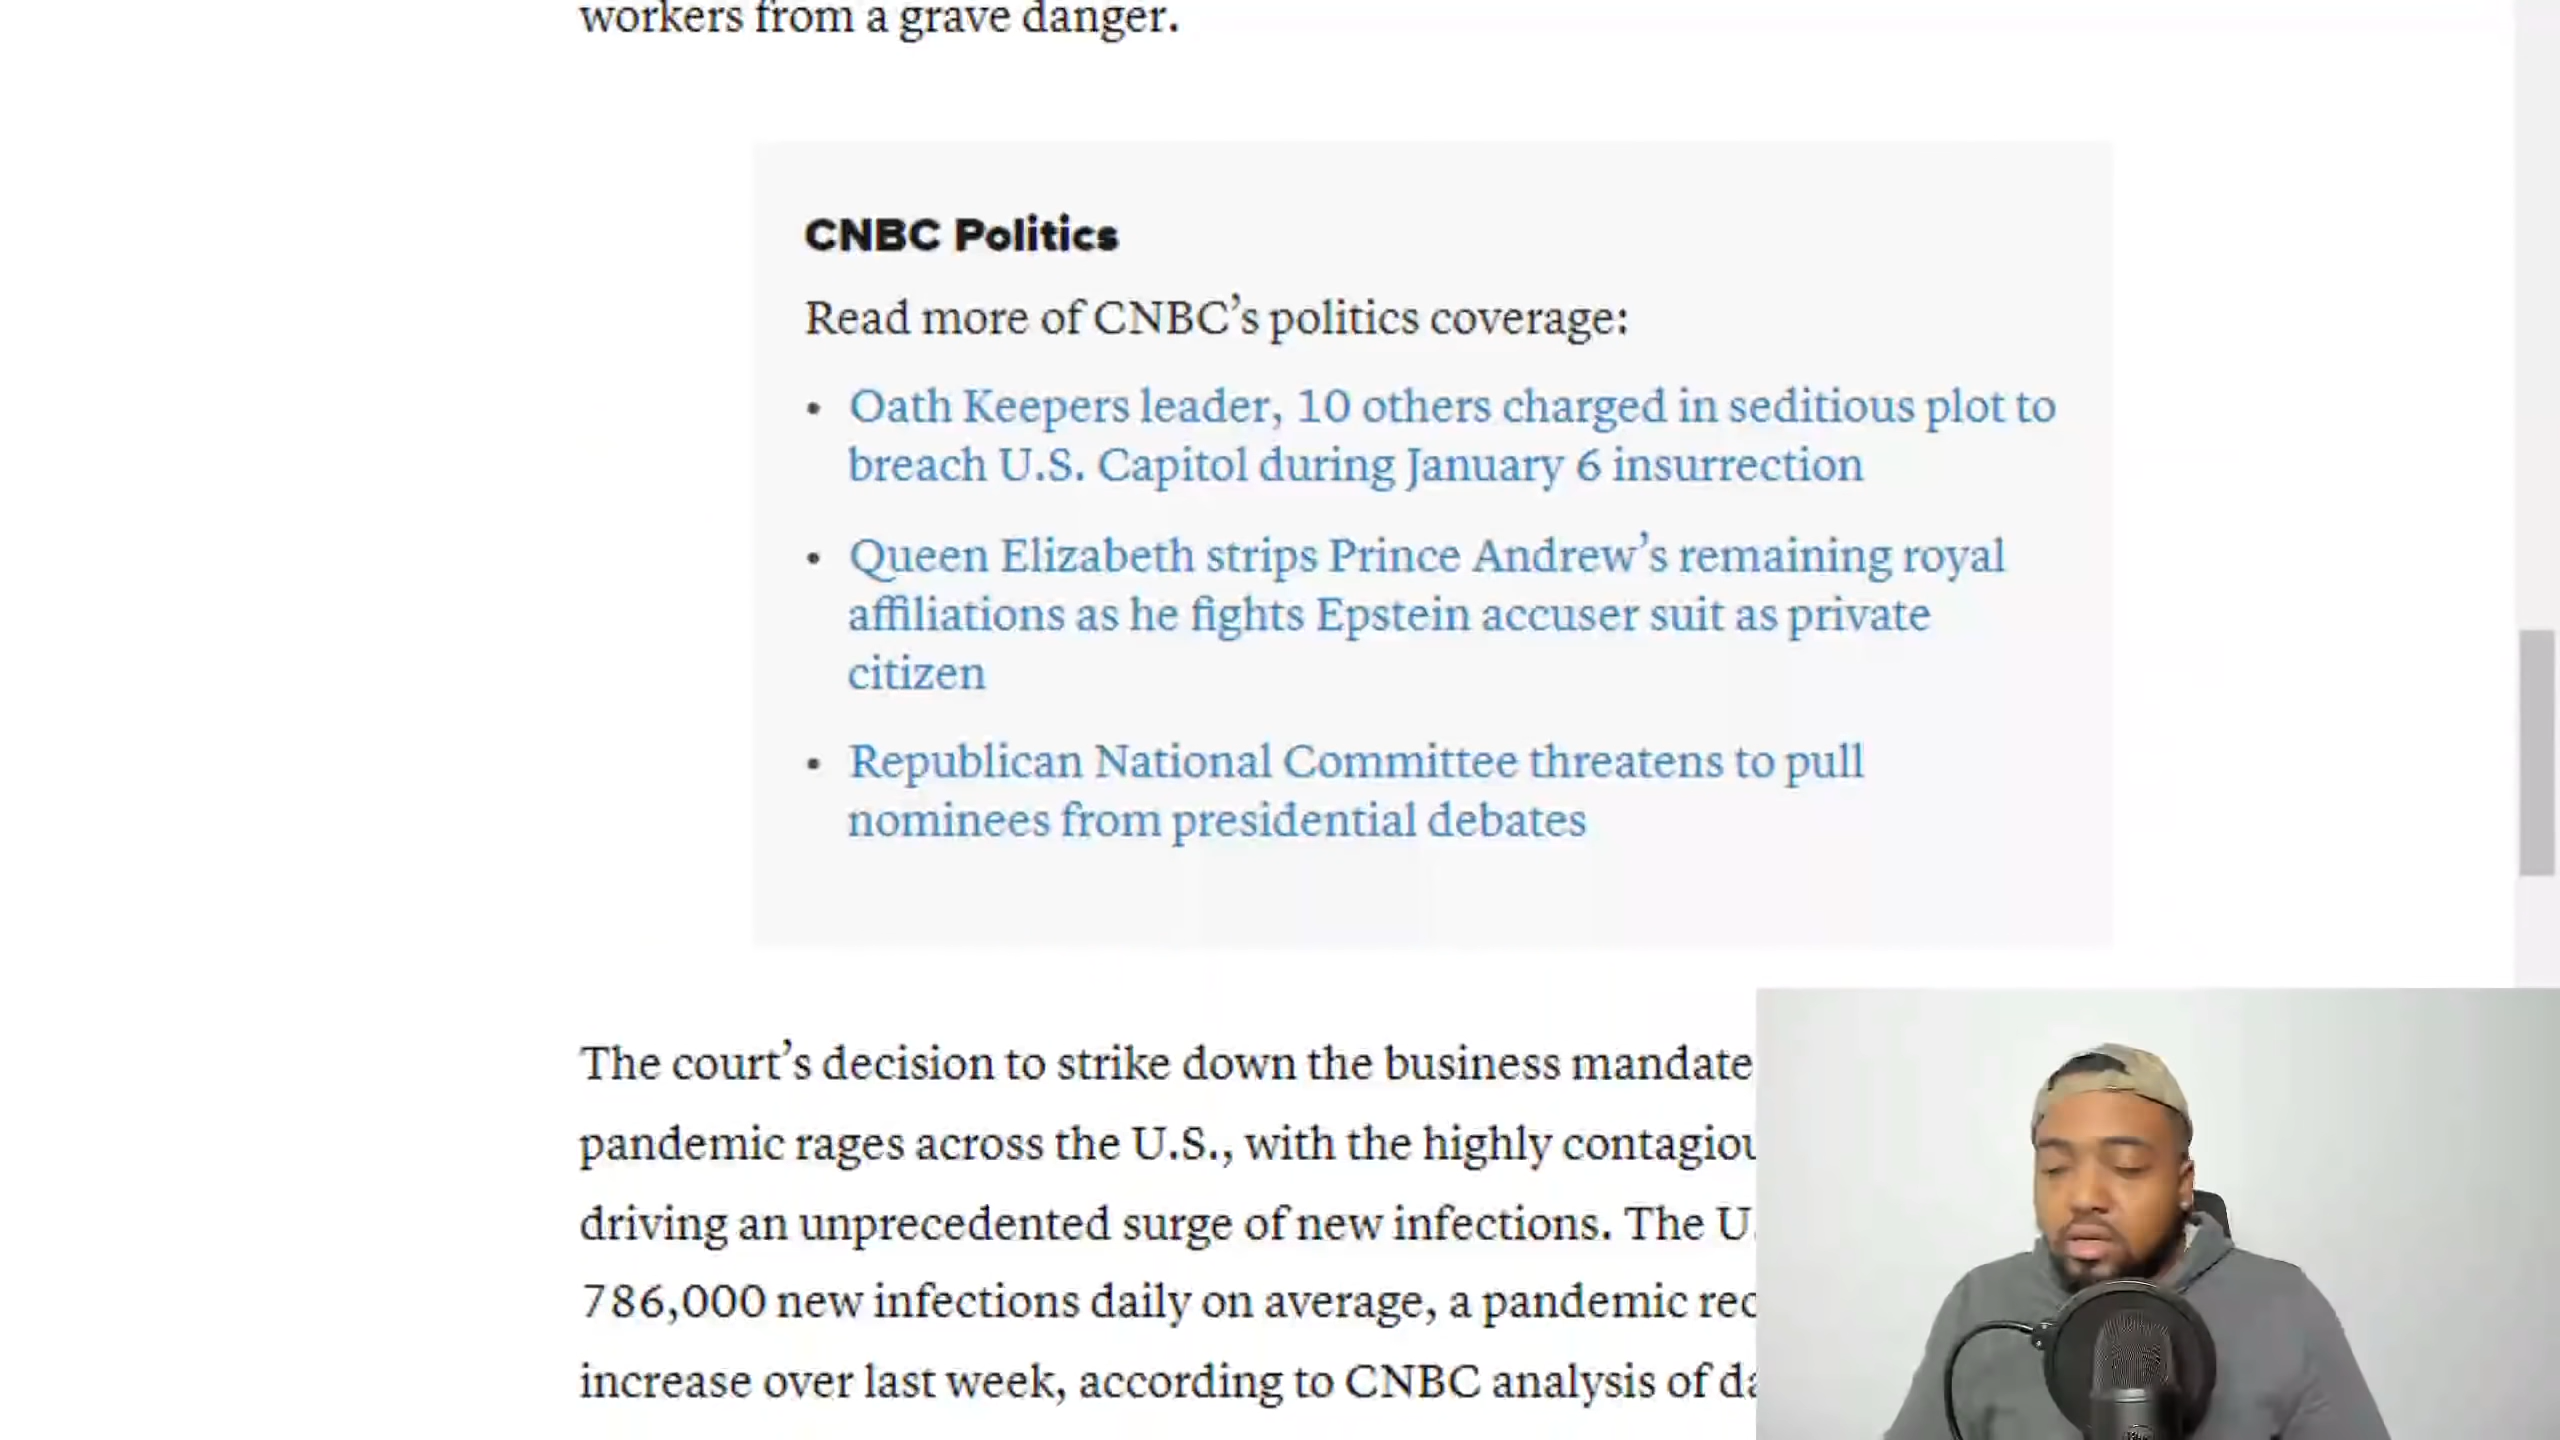 workers from a grave danger.
CNBC Politics
Read more of CNBC’s politics coverage:
• Oath Keepers leader, 10 others charged in seditious plot to
breach U.S. Capitol during January 6 insurrection
• Queen Elizabeth strips Prince Andrew’s remaining royal
affiliations as he fights Epstein accuser suit as private
citizen
• Republican National Committee threatens to pull
nominees from presidential debates
The court’s decision to strike down the business mandate
pandemic rages across the U.S., with the highly
driving an unprecedented surge of new infections. The
786,000 new infections daily on average, a pandemic
increase over last week, according to CNBC analysis of